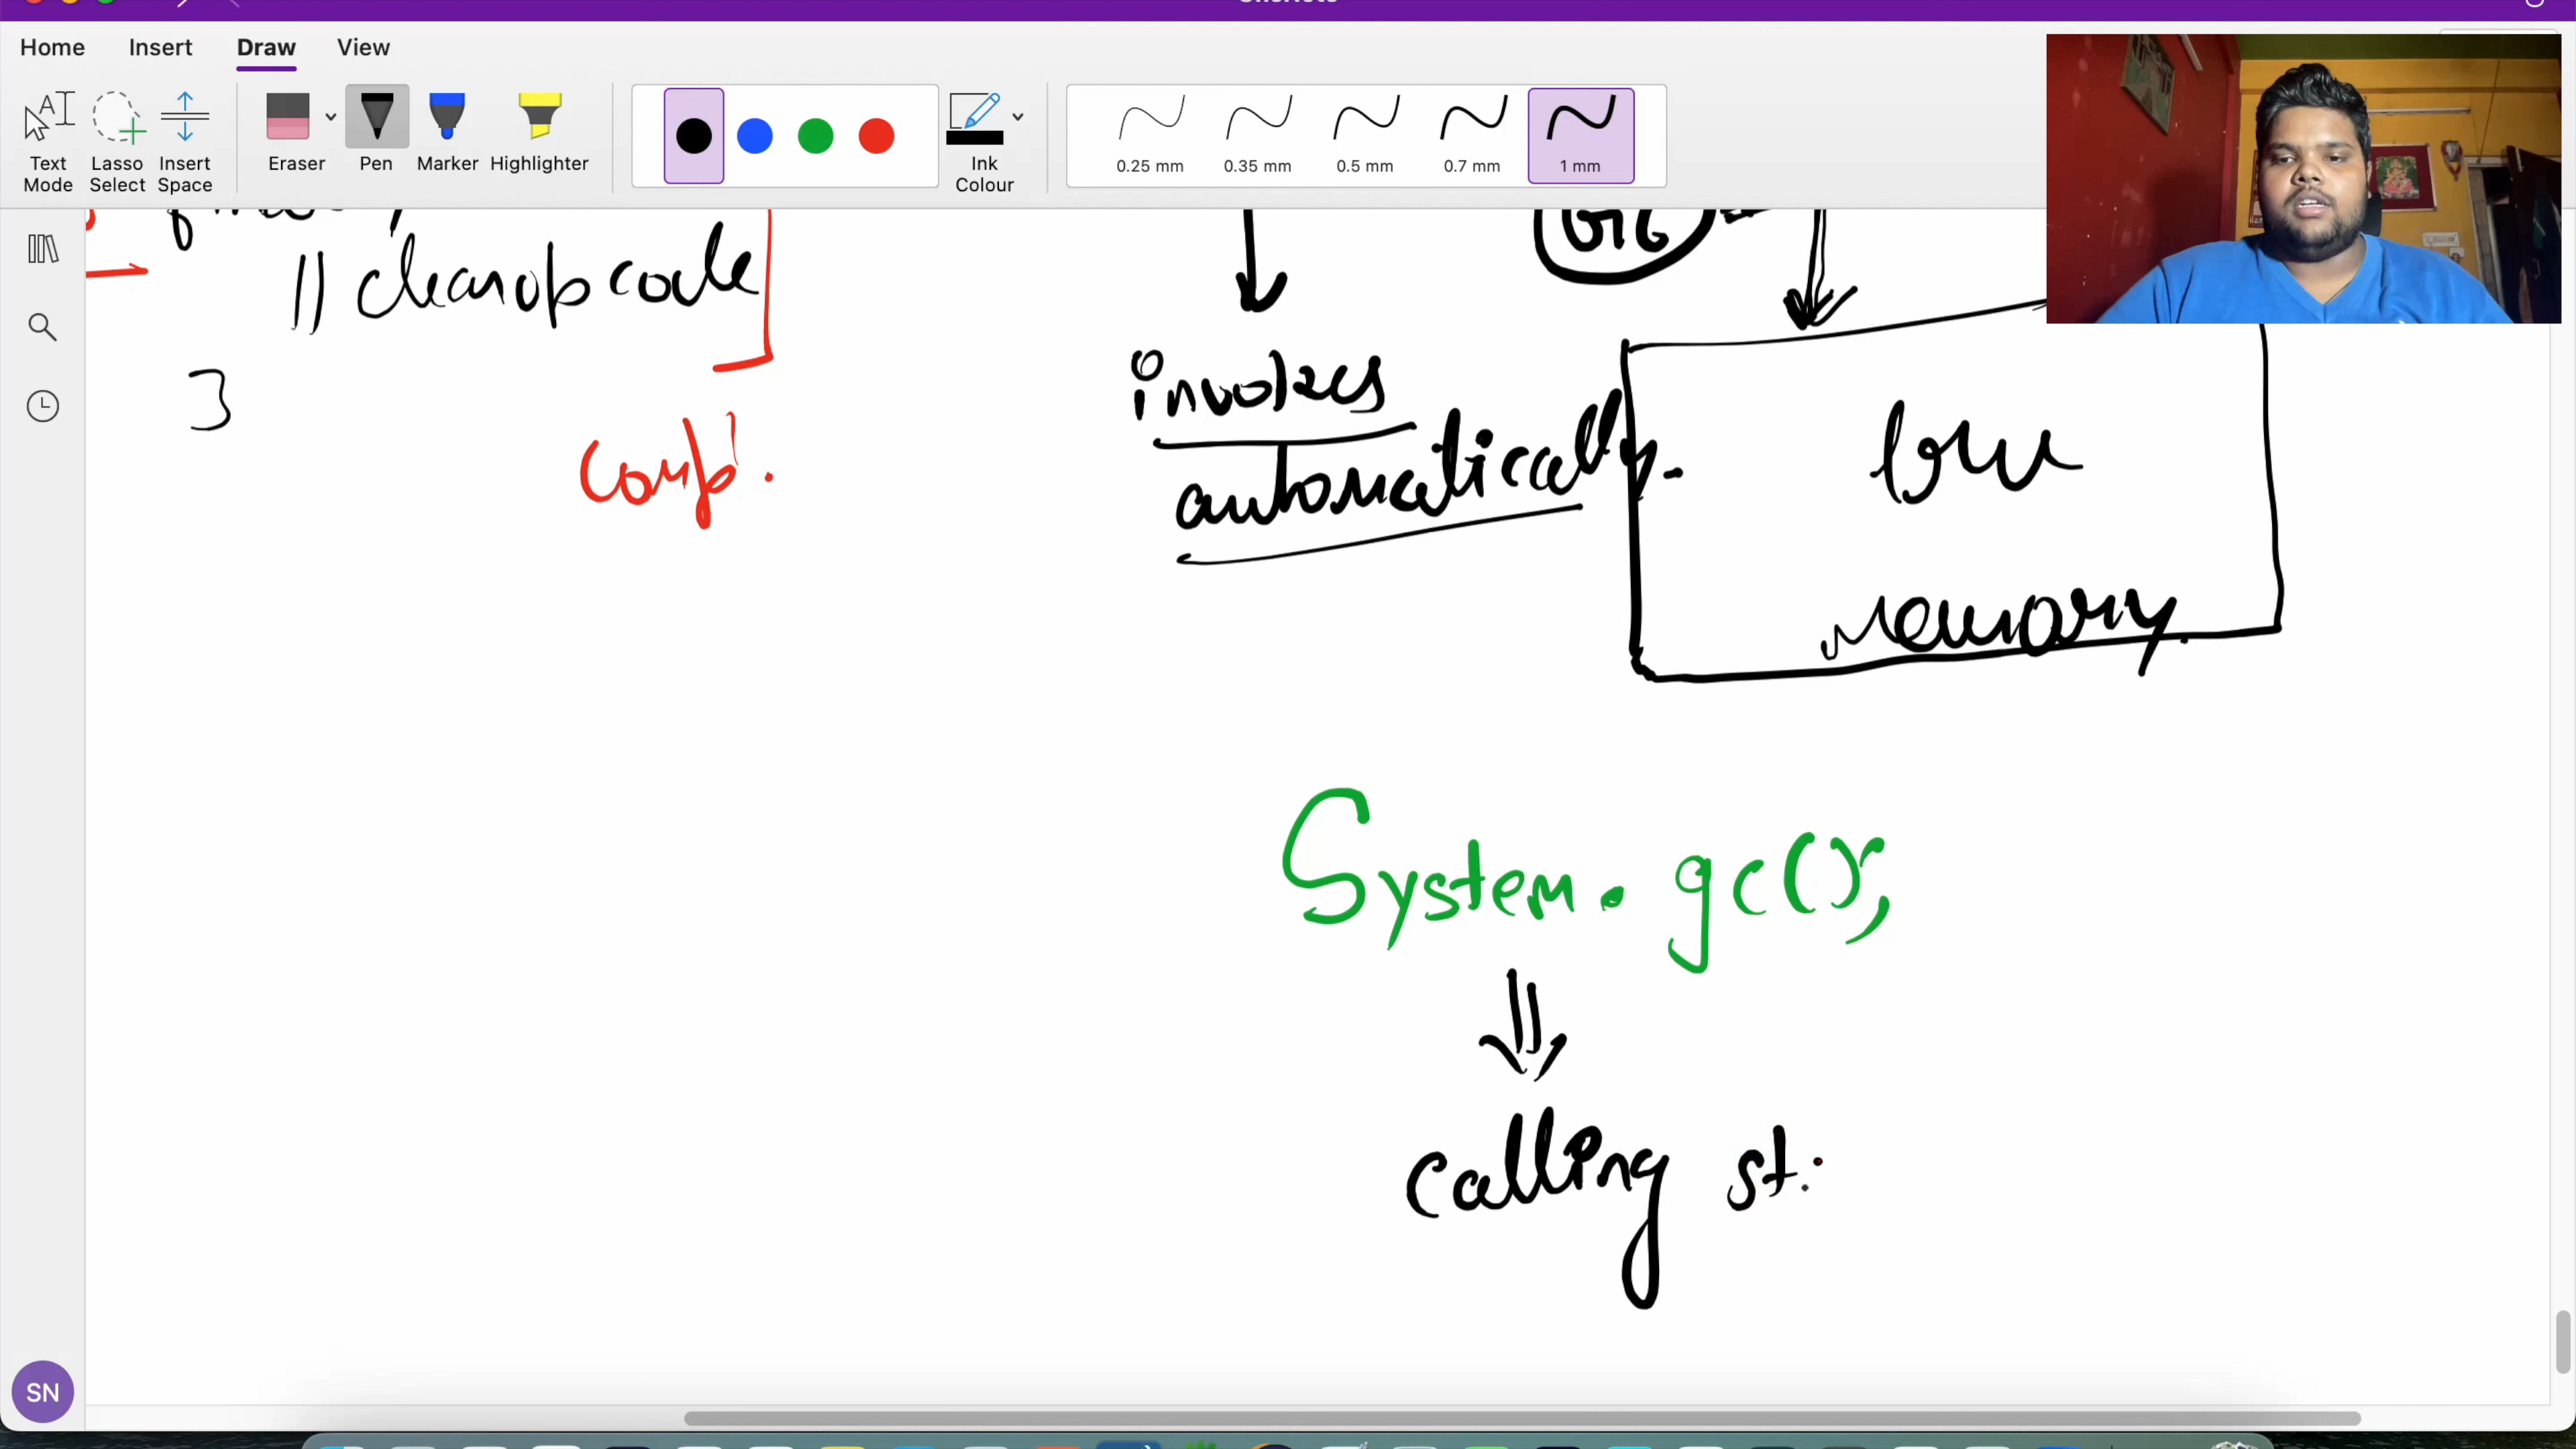 Home Insert Draw View
Text Mode
Lasso Select
Insert Space
Eraser
Pen
Marker
Highlighter
Ink Colour
0.25 mm
0.35 mm
0.5 mm
0.7 mm
1 mm
// cleanup code
}
invokes
automatically.
low
memory.
System.gc();
calling st
SN